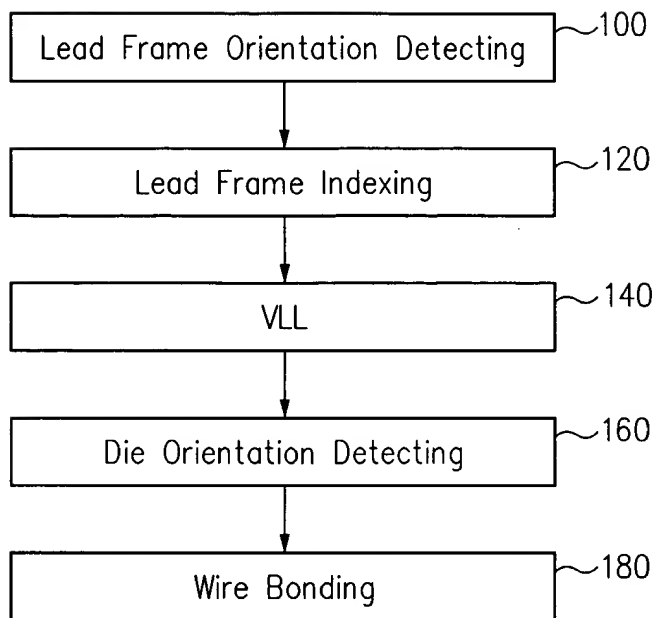 Lead Frame Orientation Detecting
100
Lead Frame Indexing
120
VLL
140
Die Orientation Detecting
160
Wire Bonding
180